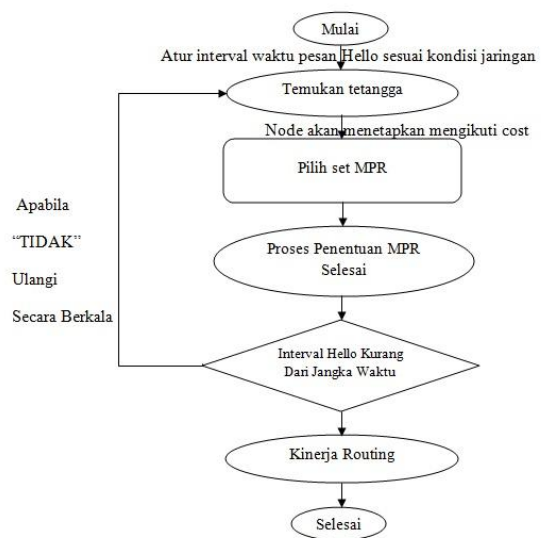 Mulai
Atur interval waktu pesan Hello sesuai kondisi jaringan
Temukan tetangga
Node akan menetapkan mengikuti cost
Pilih set MPR
Apabila
“TIDAK”
Ulangi
Secara Berkala
Proses Penentuan MPR
Selesai
Interval Hello Kurang
Dari Jangka Waktu
Kinerja Routing
Selesai